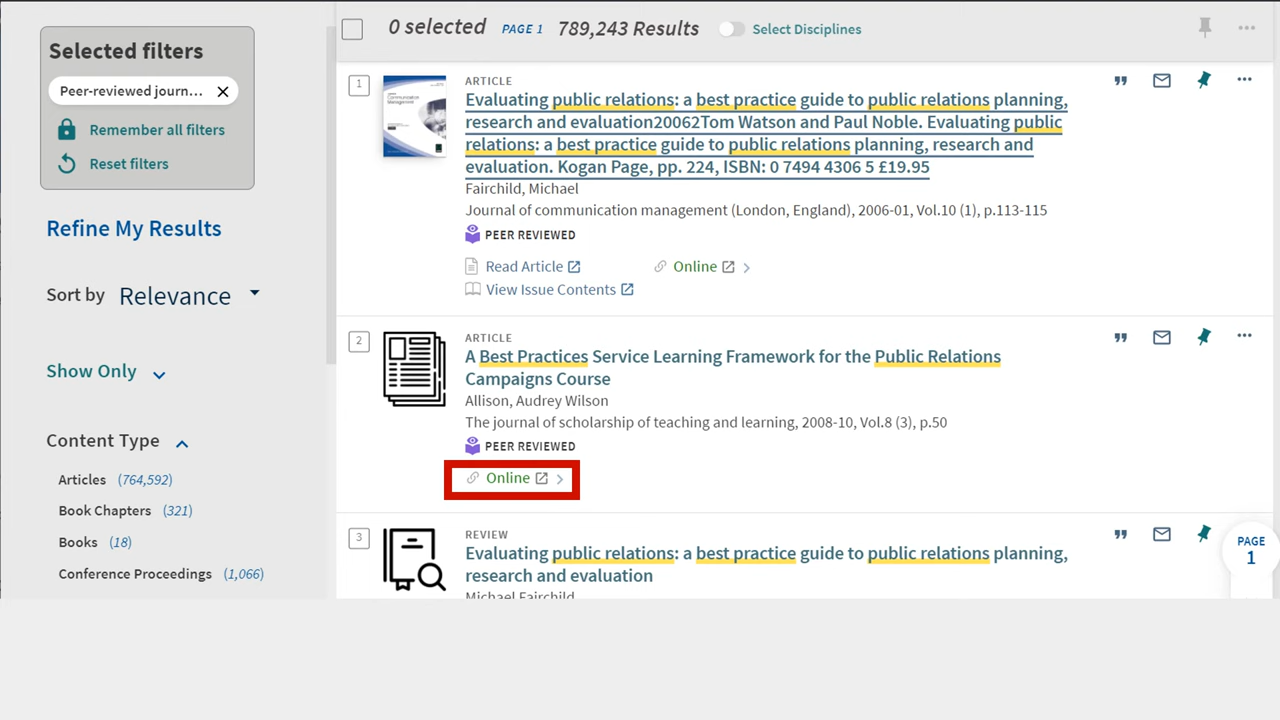 Selected filters
Peer-reviewed journ...
Remember all filters
Reset filters
Refine My Results
Sort by Relevance
Show Only
Content Type
Articles (764,592)
Book Chapters (321)
Books (18)
Conference Proceedings (1,066)
0 selected PAGE 1 789,243 Results Select Disciplines
1
ARTICLE
Evaluating public relations: a best practice guide to public relations planning,
research and evaluation20062Tom Watson and Paul Noble. Evaluating public
relations: a best practice guide to public relations planning, research and
evaluation. Kogan Page, pp. 224, ISBN: 0 7494 4306 5 £19.95
Fairchild, Michael
Journal of communication management (London, England), 2006-01, Vol.10 (1), p.113-115
PEER REVIEWED
Read Article Online
View Issue Contents
2
ARTICLE
A Best Practices Service Learning Framework for the Public Relations
Campaigns Course
Allison, Audrey Wilson
The journal of scholarship of teaching and learning, 2008-10, Vol.8 (3), p.50
PEER REVIEWED
Online
3
REVIEW
Evaluating public relations: a best practice guide to public relations planning,
research and evaluation
Michael Fairchild
PAGE
1